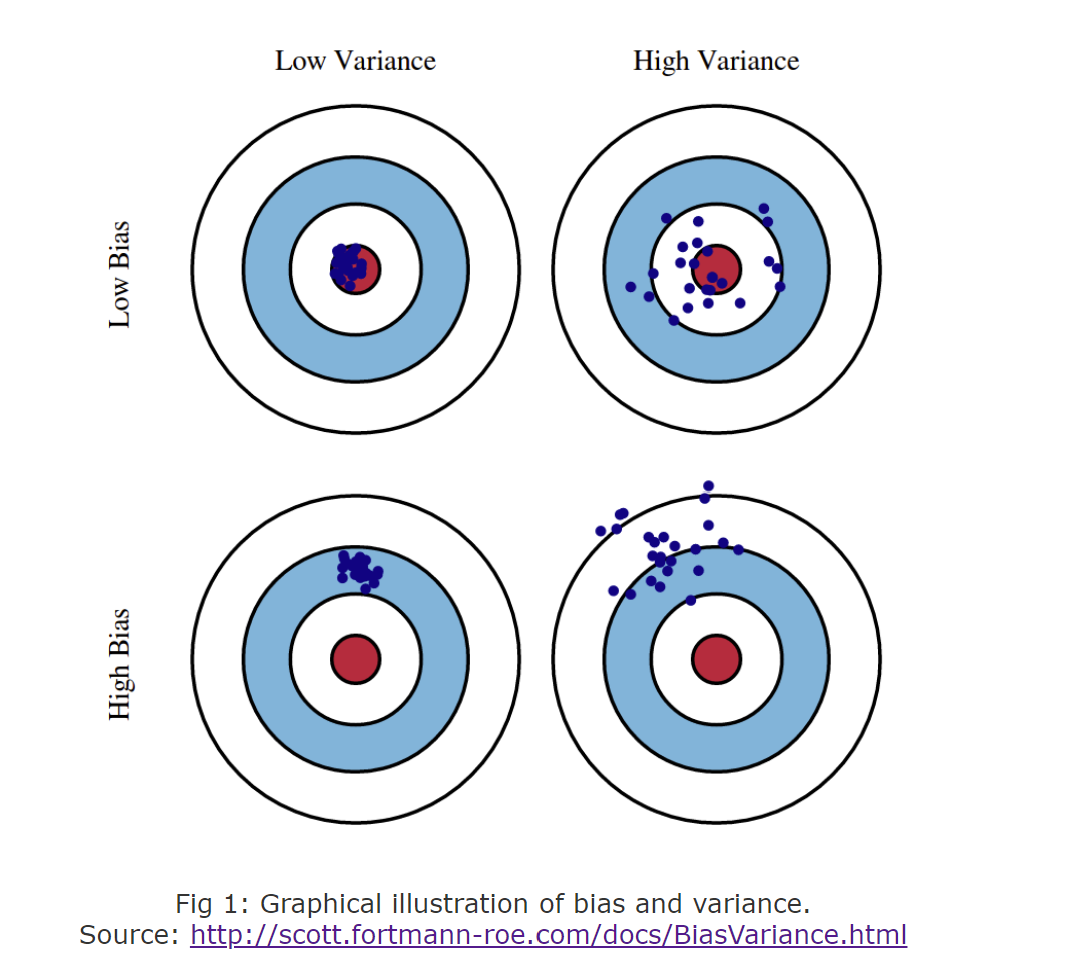 Low Variance
High Variance
Low Bias
High Bias
Fig 1: Graphical illustration of bias and variance.
Source: http://scott.fortmann-roe.com/docs/BiasVariance.html